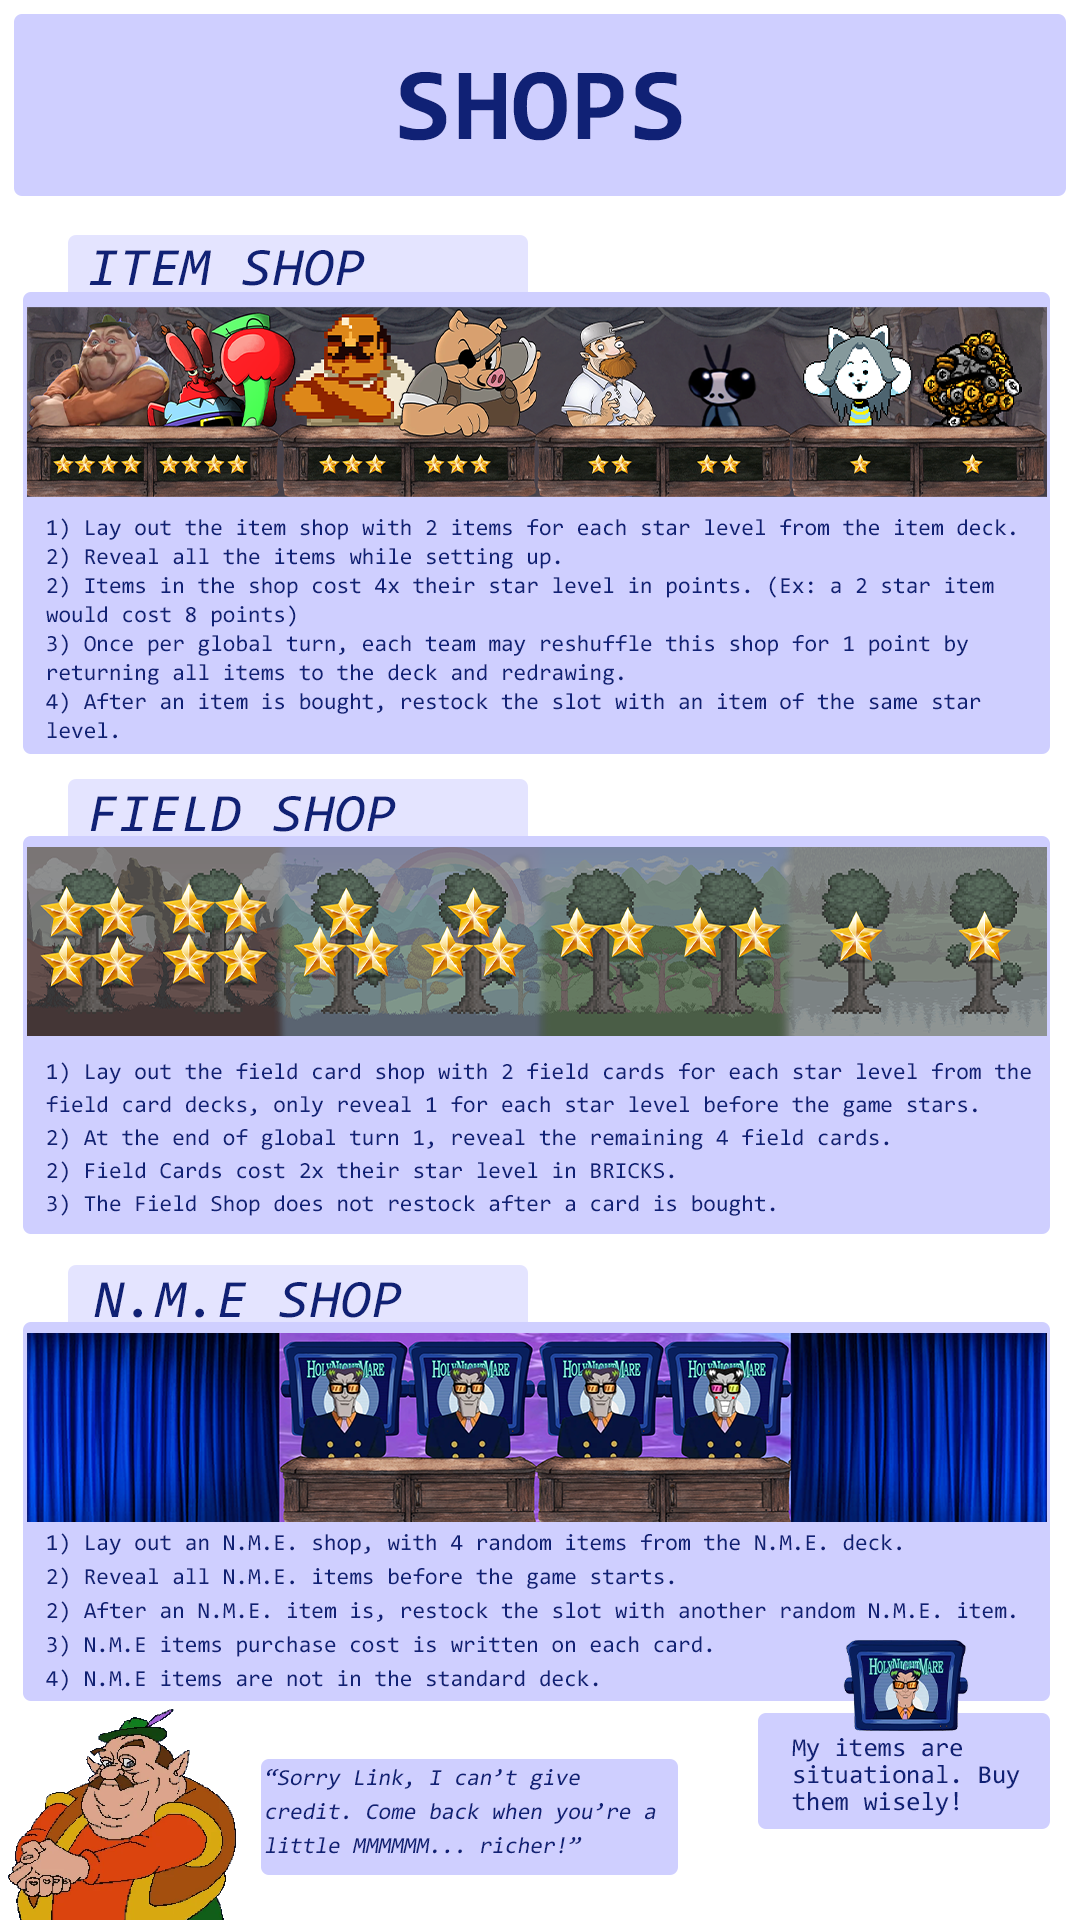 SHOPS
ITEM SHOP
1) Lay out the item shop with 2 items for each star level from the item deck.
2) Reveal all the items while setting up.
2) Items in the shop cost 4x their star level in points. (Ex: a 2 star item
would cost 8 points)
3) Once per global turn, each team may reshuffle this shop for 1 point by
returning all items to the deck and redrawing.
4) After an item is bought, restock the slot with an item of the same star
level.
FIELD SHOP
1) Lay out the field card shop with 2 field cards for each star level from the
field card decks, only reveal 1 for each star level before the game stars.
2) At the end of global turn 1, reveal the remaining 4 field cards.
2) Field Cards cost 2x their star level in BRICKS.
3) The Field Shop does not restock after a card is bought.
N.M.E SHOP
HOLYNIGHTMARE HOLYNIGHTMARE HOLYNIGHTMARE HOLYNIGHTMARE
1) Lay out an N.M.E. shop, with 4 random items from the N.M.E. deck.
2) Reveal all N.M.E. items before the game starts.
2) After an N.M.E. item is, restock the slot with another random N.M.E. item.
3) N.M.E items purchase cost is written on each card.
4) N.M.E items are not in the standard deck.
HOLYNIGHTMARE
My items are
situational. Buy
them wisely!
“Sorry Link, I can’t give
credit. Come back when you’re a
little MMMMMM... richer!”